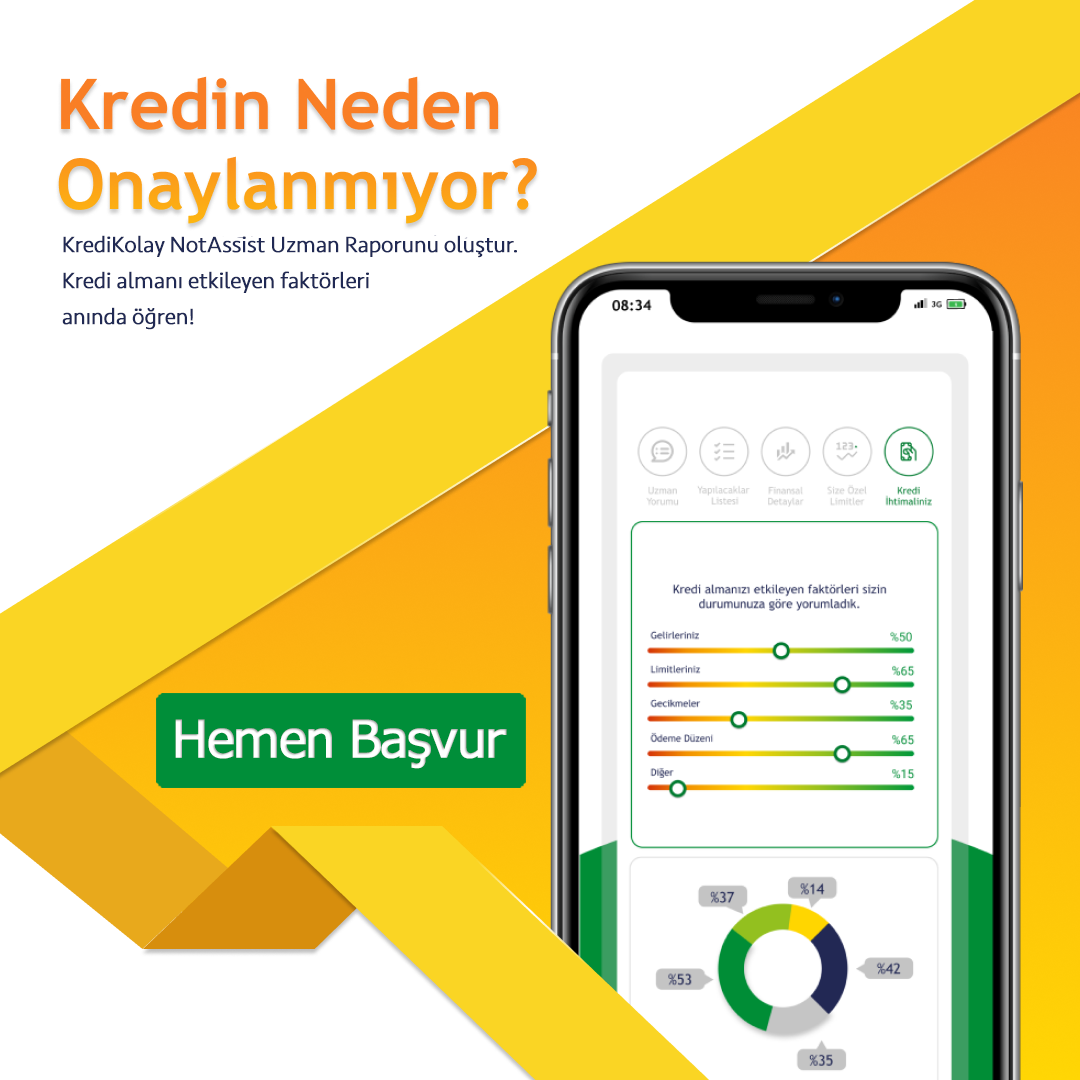 Kredin Neden
Onaylanmıyor?
KrediKolay NotAssist Uzman Raporunu oluştur.
Kredi almanı etkileyen faktörleri
anında öğren!
08:34
3G
123
Uzman
Yorumu
Yapılacaklar
Listesi
Finansal
Detaylar
Size Özel
Limitler
Kredi
İhtimaliniz
Kredi almanızı etkileyen faktörleri sizin
durumunuza göre yorumladık.
Gelirleriniz %50
Limitleriniz %65
Gecikmeler %35
Ödeme Düzeni %65
Diğer %15
Hemen Başvur
%37
%14
%53
%42
%35